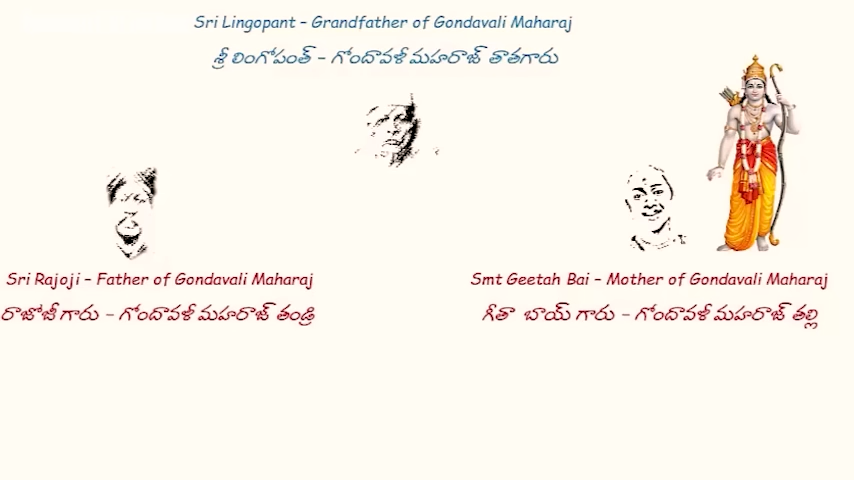 Sri Lingopant – Grandfather of Gondavali Maharaj
శ్రీ లింగోపంత్ – గోందావళీ మహరాజ్ తాతగారు
Sri Rajoji – Father of Gondavali Maharaj
రాజోజీ గారు – గోందావళీ మహరాజ్ తండ్రి
Smt Geetah Bai – Mother of Gondavali Maharaj
గీతా బాయ్ గారు – గోందావళీ మహరాజ్ తల్లి